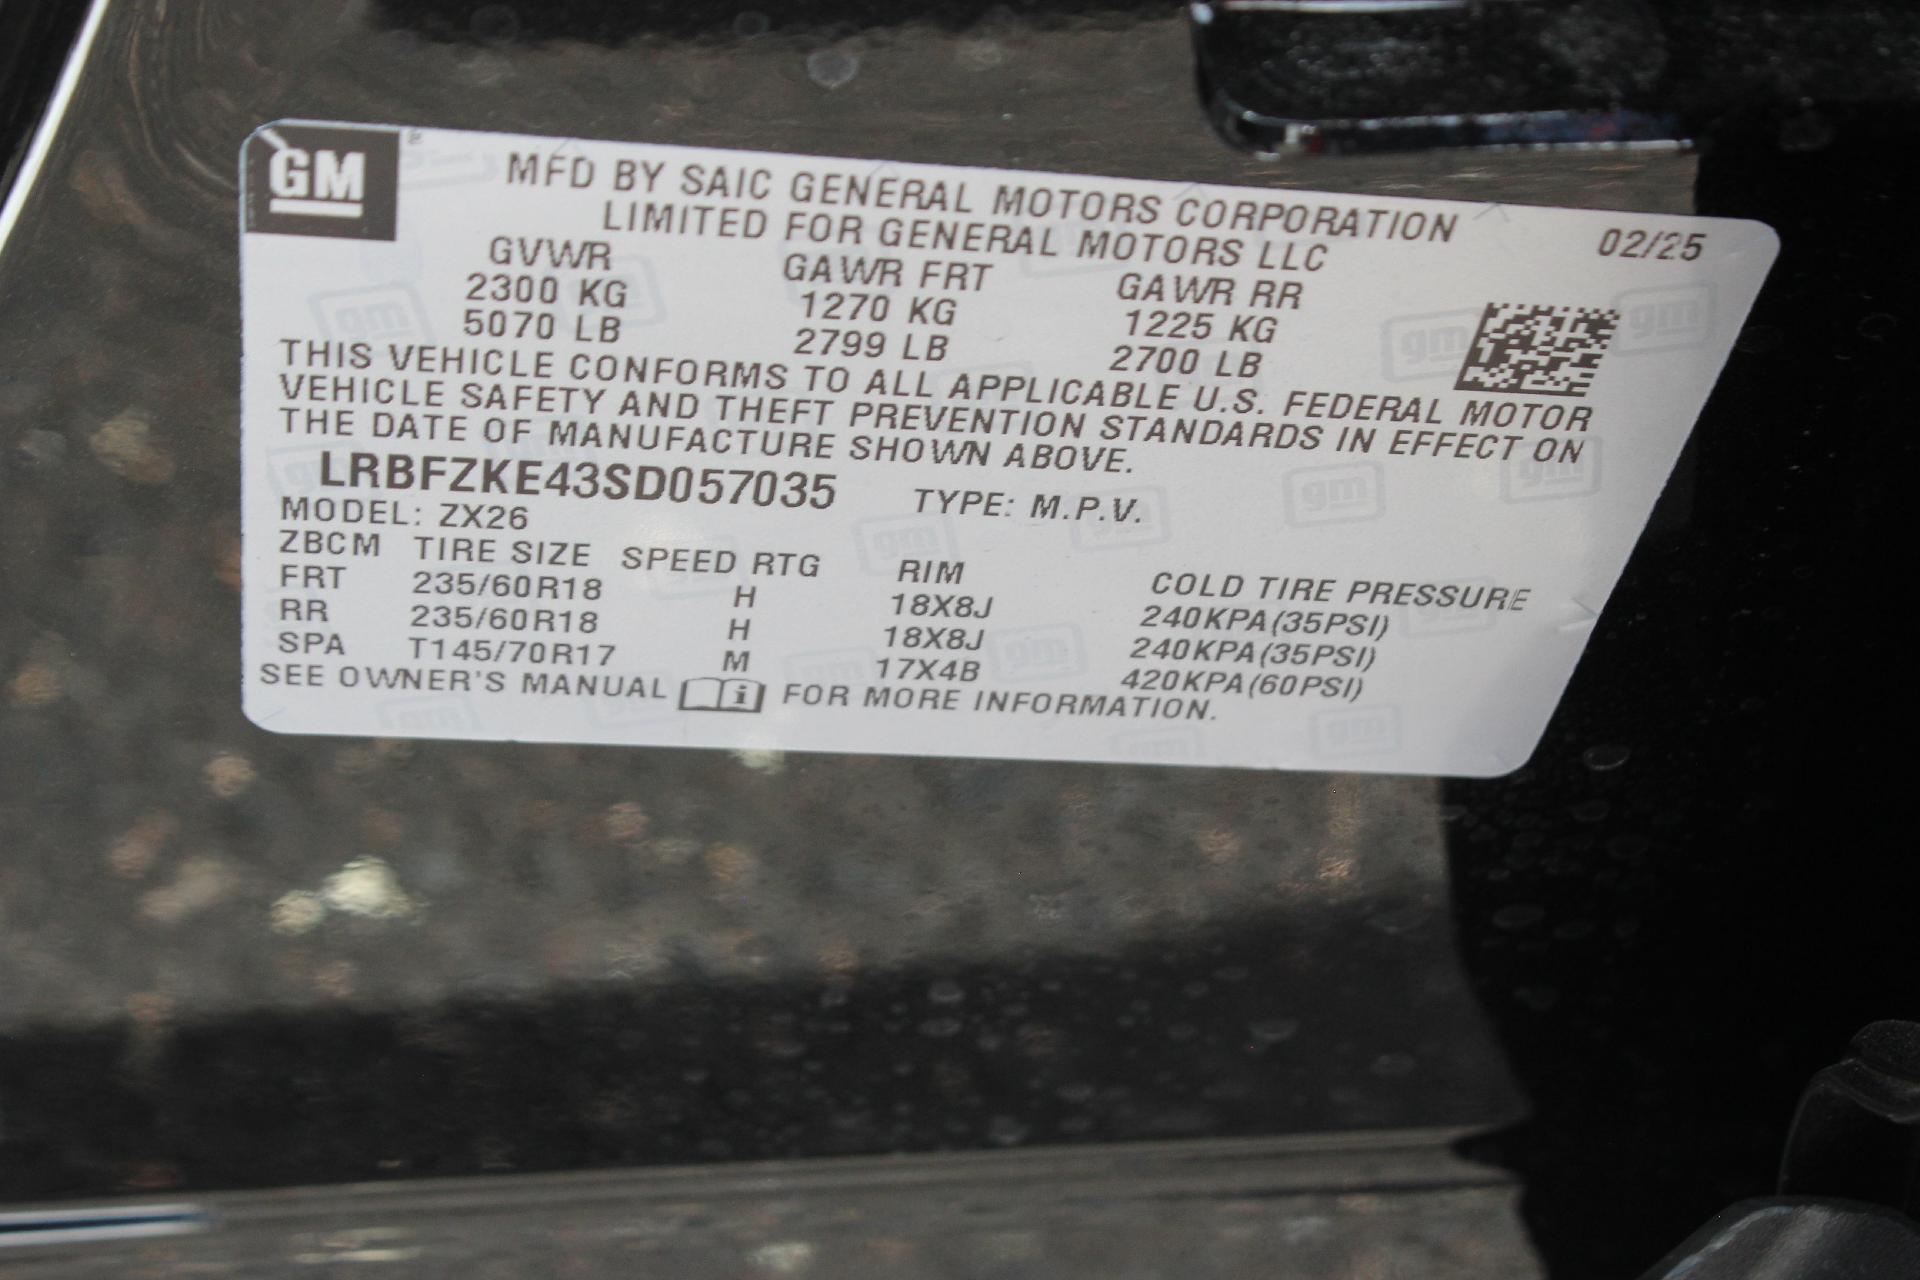 GM
MFD BY SAIC GENERAL MOTORS CORPORATION
LIMITED FOR GENERAL MOTORS LLC
02/25
GVWR GAWR FRT GAWR RR
2300 KG 1270 KG 1225 KG
5070 LB 2799 LB 2700 LB
THIS VEHICLE CONFORMS TO ALL APPLICABLE U.S. FEDERAL MOTOR
VEHICLE SAFETY AND THEFT PREVENTION STANDARDS IN EFFECT ON
THE DATE OF MANUFACTURE SHOWN ABOVE.
LRBFZKE43SD057035 TYPE: M.P.V.
MODEL: ZX26
ZBCM TIRE SIZE SPEED RTG RIM COLD TIRE PRESSURE
FRT 235/60R18 H 18X8J 240KPA(35PSI)
RR 235/60R18 H 18X8J 240KPA(35PSI)
SPA T145/70R17 M 17X4B 420KPA(60PSI)
SEE OWNER'S MANUAL i FOR MORE INFORMATION.